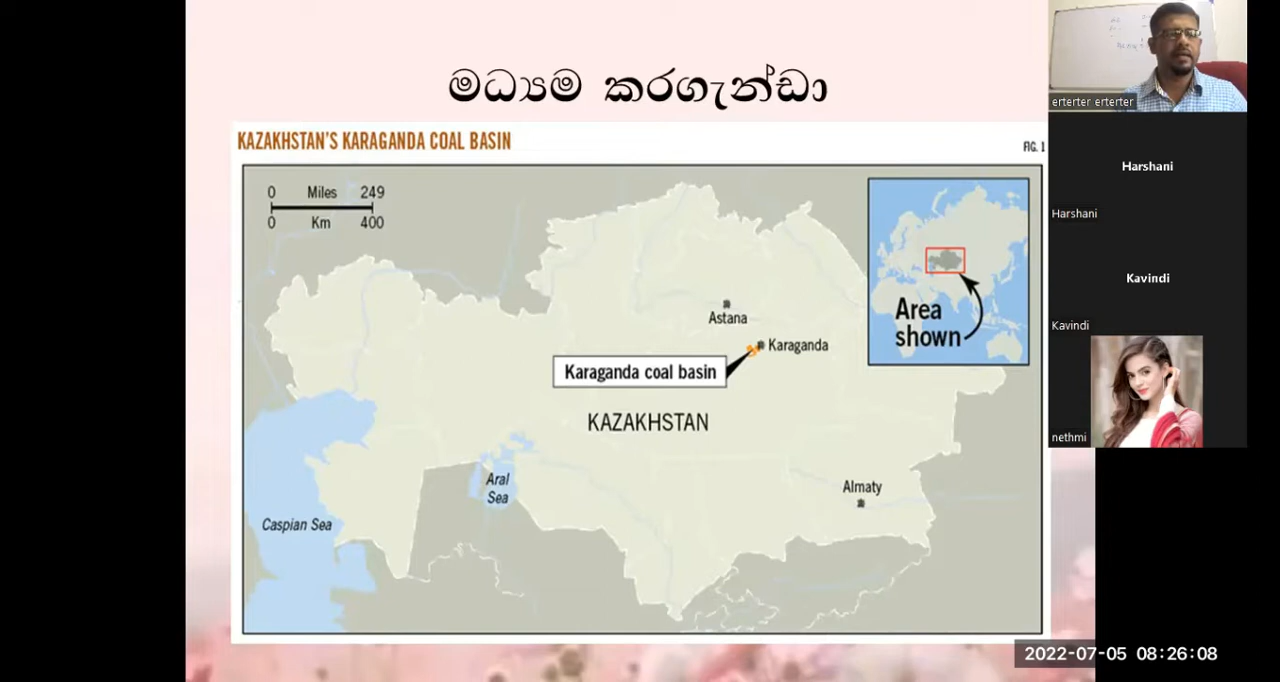 මධ්‍යම කරගැන්ඩා
KAZAKHSTAN'S KARAGANDA COAL BASIN
FIG. 1
0 Miles 249
0 Km 400
Astana
Karaganda
Karaganda coal basin
KAZAKHSTAN
Aral
Sea
Caspian Sea
Almaty
Area
shown
erterter erterter
Harshani
Harshani
Kavindi
Kavindi
nethmi
2022-07-05 08:26:08